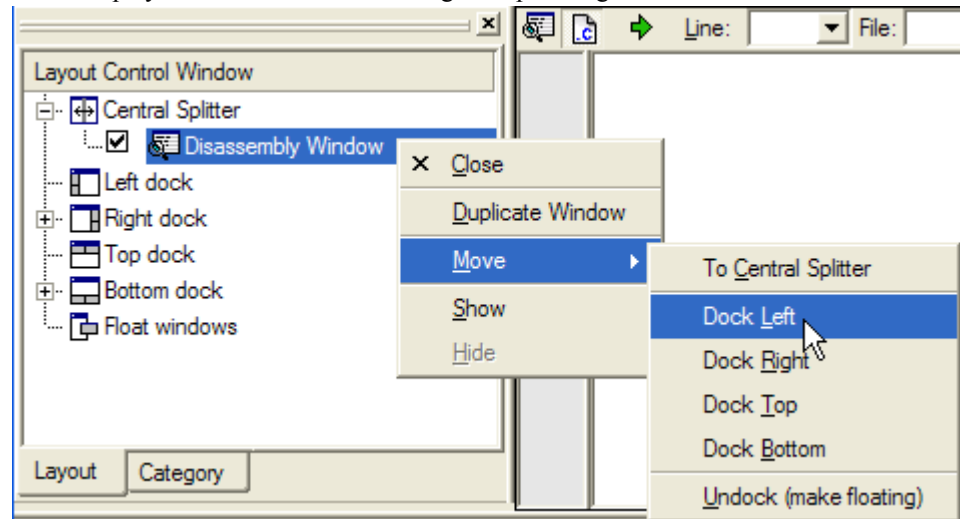 Layout Control Window
Line:
File:
Central Splitter
Disassembly Window
Left dock
Right dock
Top dock
Bottom dock
Float windows
Close
Duplicate Window
Move
Show
Hide
To Central Splitter
Dock Left
Dock Right
Dock Top
Dock Bottom
Undock (make floating)
Layout
Category
.c